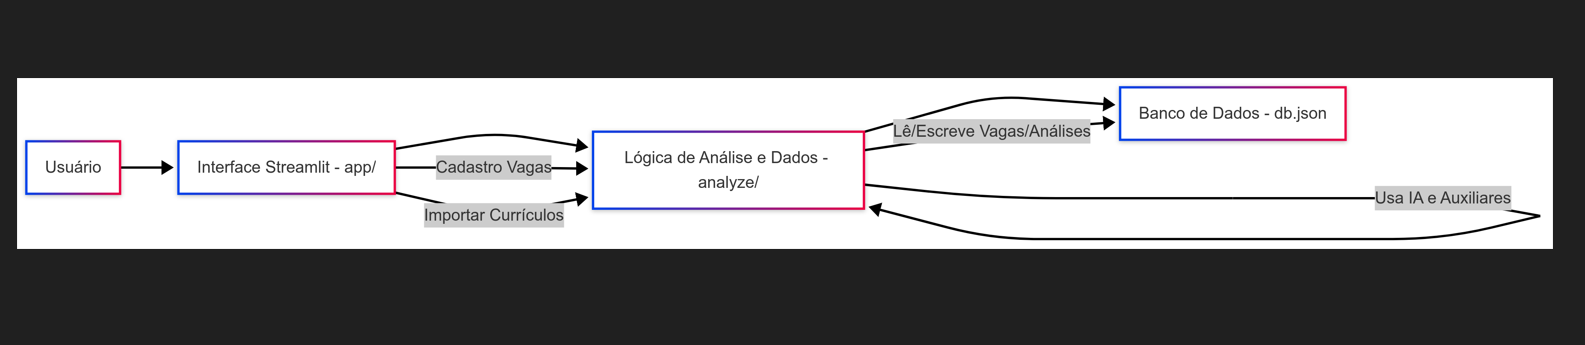 Usuário
Interface Streamlit - app/
Cadastro Vagas
Importar Currículos
Lógica de Análise e Dados -
analyze/
Lê/Escreve Vagas/Análises
Banco de Dados - db.json
Usa IA e Auxiliares